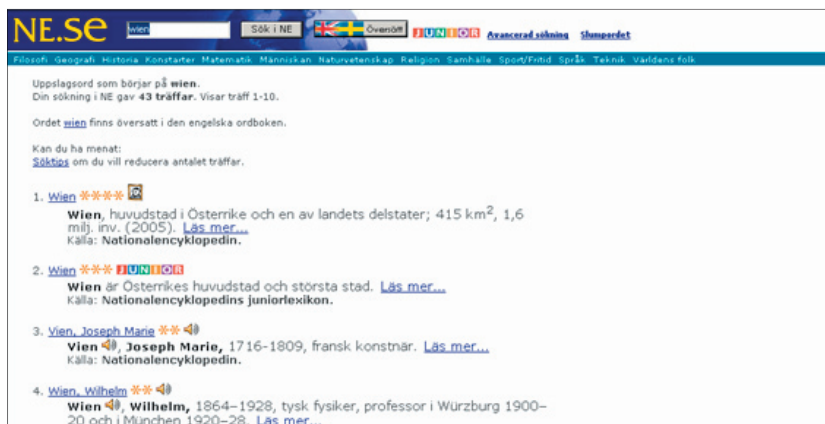 NE.se wien Sök i NE Översätt JUNIOR Avancerad sökning Slumpordet
Filosofi Geografi Historia Konstarter Matematik Människan Naturvetenskap Religion Samhälle Sport/Fritid Språk Teknik Världens folk
Uppslagsord som börjar på wien.
Din sökning i NE gav 43 träffar. Visar träff 1-10.
Ordet wien finns översatt i den engelska ordboken.
Kan du ha menat:
Söktips om du vill reducera antalet träffar.
1. Wien ****
Wien, huvudstad i Österrike och en av landets delstater; 415 km², 1,6
milj. inv. (2005). Läs mer...
Källa: Nationalencyklopedin.
2. Wien *** JUNIOR
Wien är Österrikes huvudstad och största stad. Läs mer...
Källa: Nationalencyklopedins juniorlexikon.
3. Vien, Joseph Marie **
Vien, Joseph Marie, 1716-1809, fransk konstnär. Läs mer...
Källa: Nationalencyklopedin.
4. Wien, Wilhelm **
Wien, Wilhelm, 1864–1928, tysk fysiker, professor i Würzburg 1900–
20 och i München 1920–28. Läs mer...